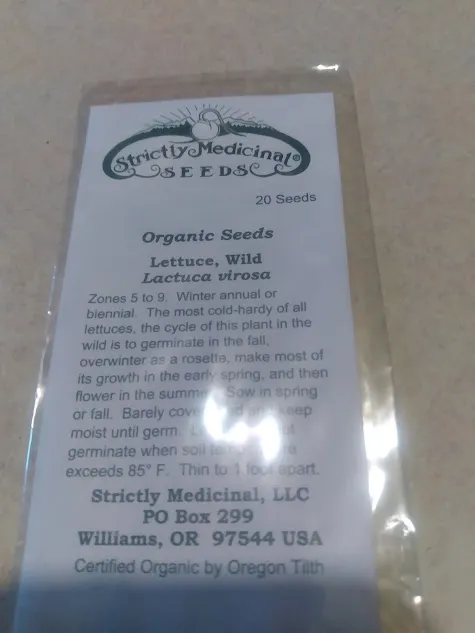 Strictly Medicinal®
SEEDS
20 Seeds
Organic Seeds
Lettuce, Wild
Lactuca virosa
Zones 5 to 9. Winter annual or
biennial. The most cold-hardy of all
lettuces, the cycle of this plant in the
wild is to germinate in the fall,
overwinter as a rosette, make most of
its growth in the early spring, and then
flower in the summer. Sow in spring
or fall. Barely cover and keep
moist until germ.
germinate when soil
exceeds 85° F. Thin to 1 foot apart.
Strictly Medicinal, LLC
PO Box 299
Williams, OR 97544 USA
Certified Organic by Oregon Tilth